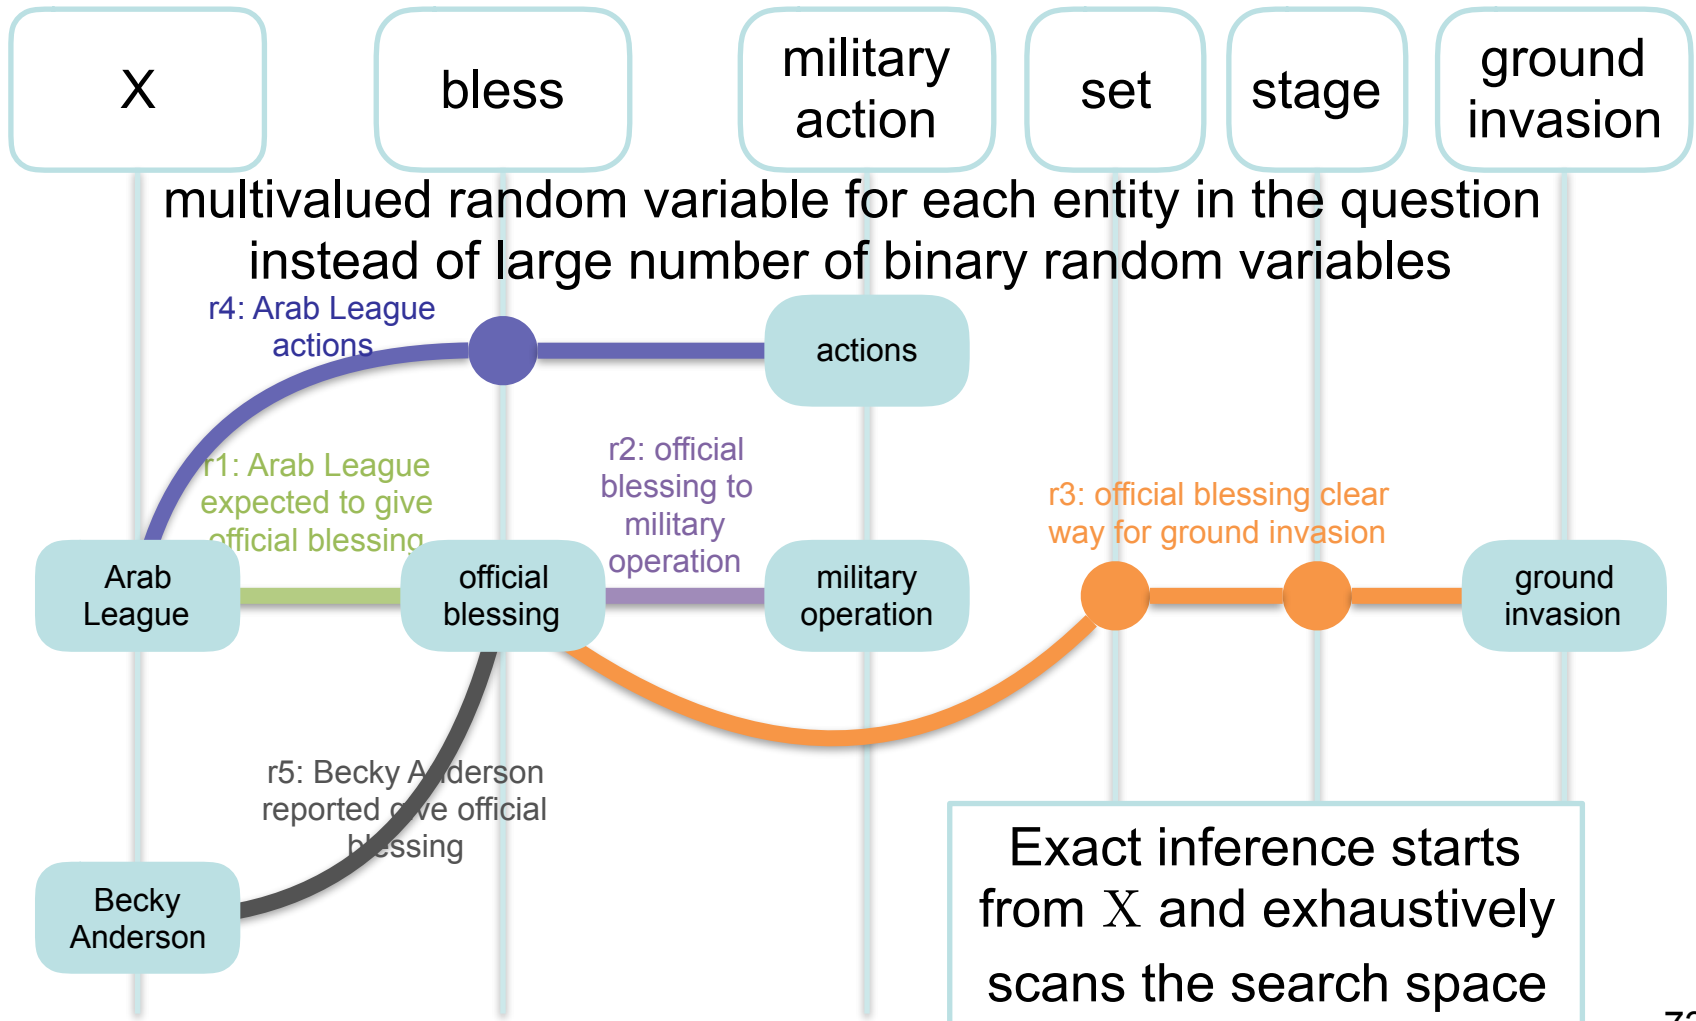 X
bless
military
action
set
stage
ground
invasion
multivalued random variable for each entity in the question
instead of large number of binary random variables
r4: Arab League
actions
actions
r1: Arab League
expected to give
official blessing
r2: official
blessing to
military
operation
r3: official blessing clear
way for ground invasion
Arab
League
official
blessing
military
operation
ground
invasion
r5: Becky Anderson
reported give official
blessing
Becky
Anderson
Exact inference starts
from X and exhaustively
scans the search space